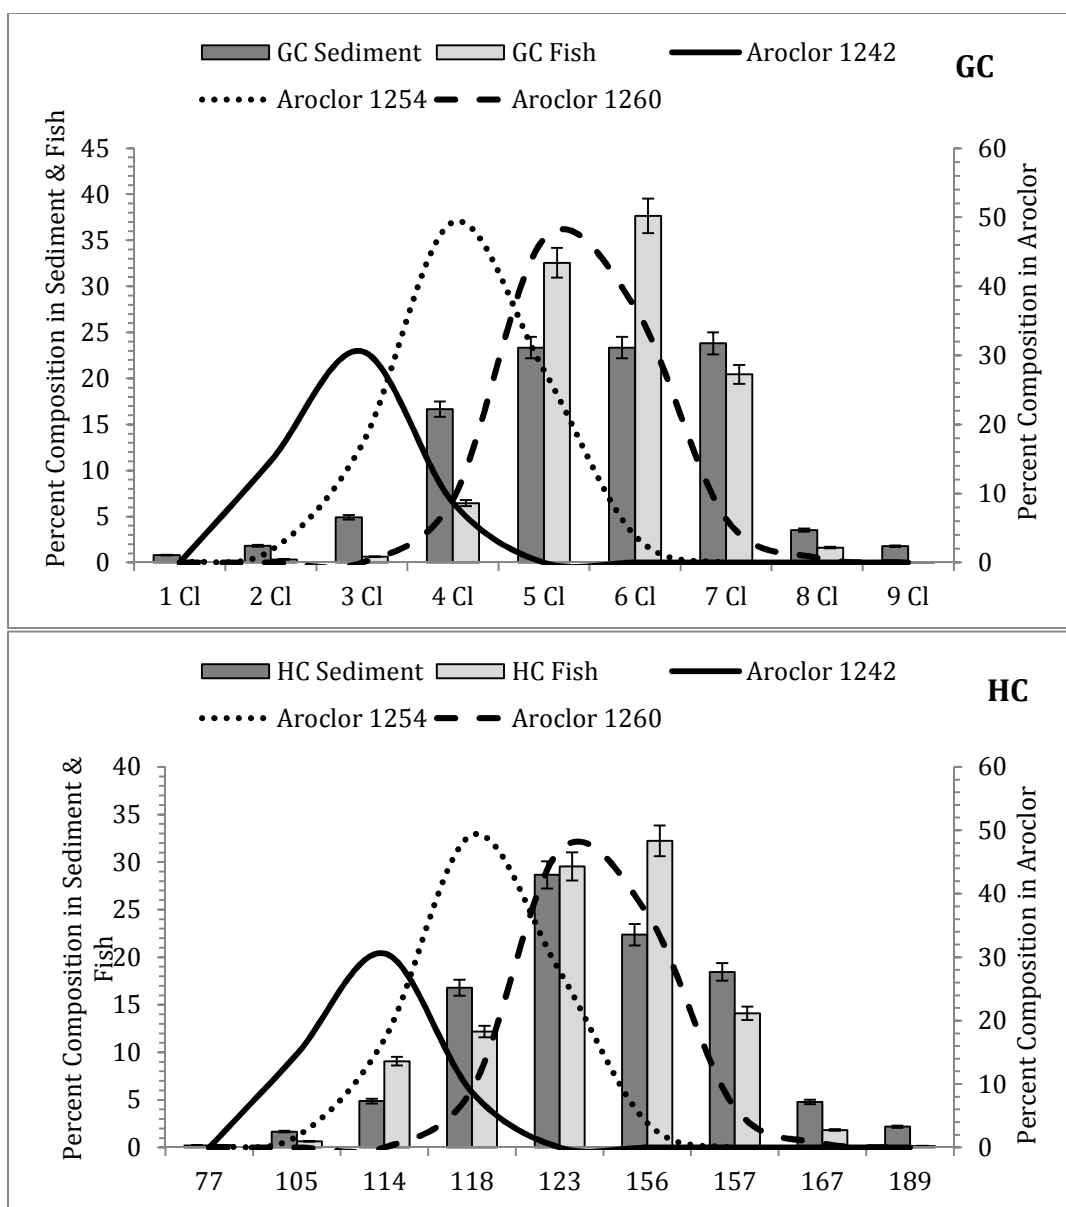 GC Sediment GC Fish Aroclor 1242
Aroclor 1254 Aroclor 1260
GC
Percent Composition in Sediment & Fish
45
40
35
30
25
20
15
10
5
0
60
50
40
30
20
10
0
Percent Composition in Aroclor
1 Cl 2 Cl 3 Cl 4 Cl 5 Cl 6 Cl 7 Cl 8 Cl 9 Cl
HC Sediment HC Fish Aroclor 1242
Aroclor 1254 Aroclor 1260
HC
Percent Composition in Sediment &
Fish
40
35
30
25
20
15
10
5
0
60
50
40
30
20
10
0
Percent Composition in Aroclor
77 105 114 118 123 156 157 167 189